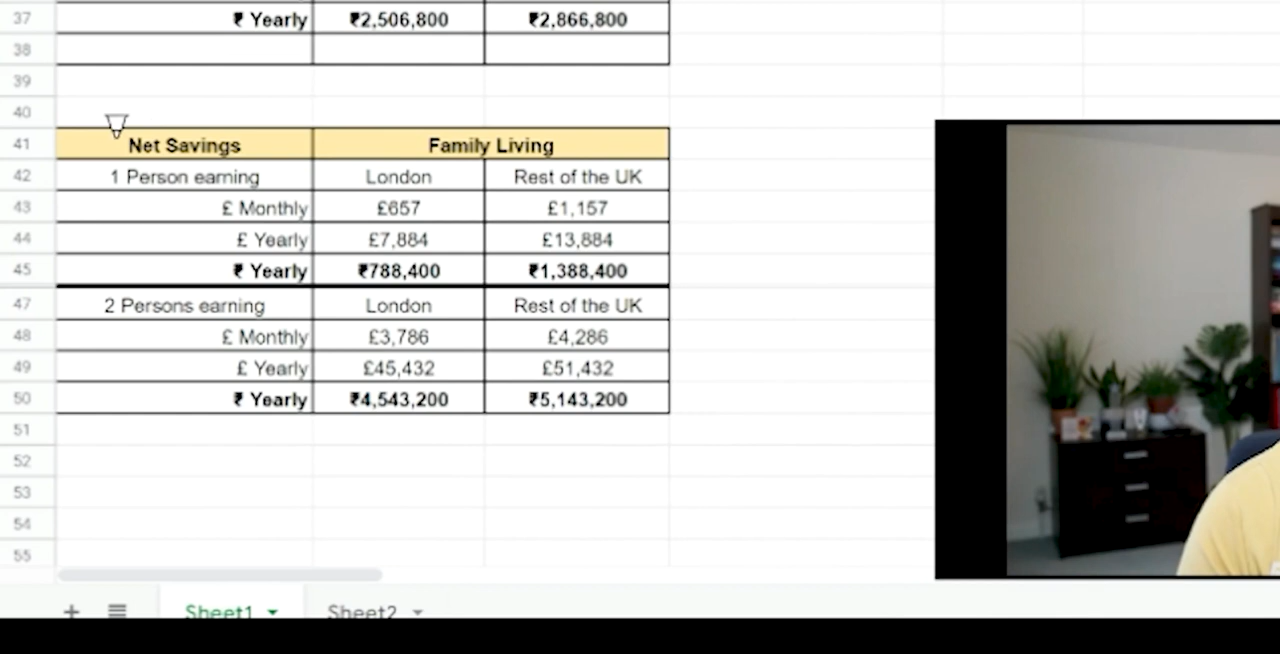 37 ₹ Yearly ₹2,506,800 ₹2,866,800
38
39
40
41 Net Savings Family Living
42 1 Person earning London Rest of the UK
43 £ Monthly £657 £1,157
44 £ Yearly £7,884 £13,884
45 ₹ Yearly ₹788,400 ₹1,388,400
47 2 Persons earning London Rest of the UK
48 £ Monthly £3,786 £4,286
49 £ Yearly £45,432 £51,432
50 ₹ Yearly ₹4,543,200 ₹5,143,200
51
52
53
54
55
+ Sheet1 Sheet2